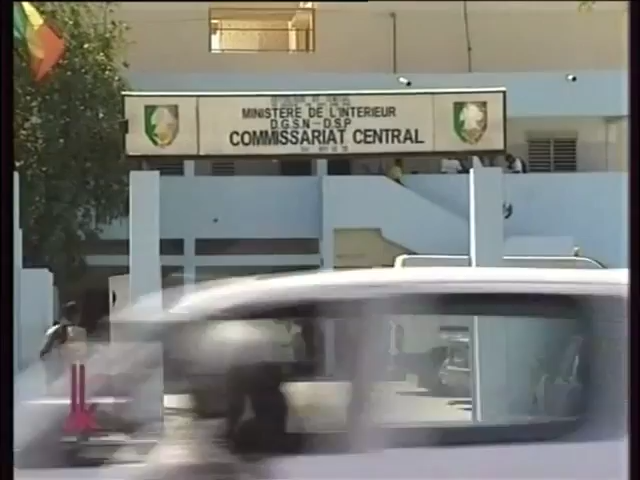 MINISTERE DE L'INTERIEUR
D.G.S.N - D.S.P
COMMISSARIAT CENTRAL